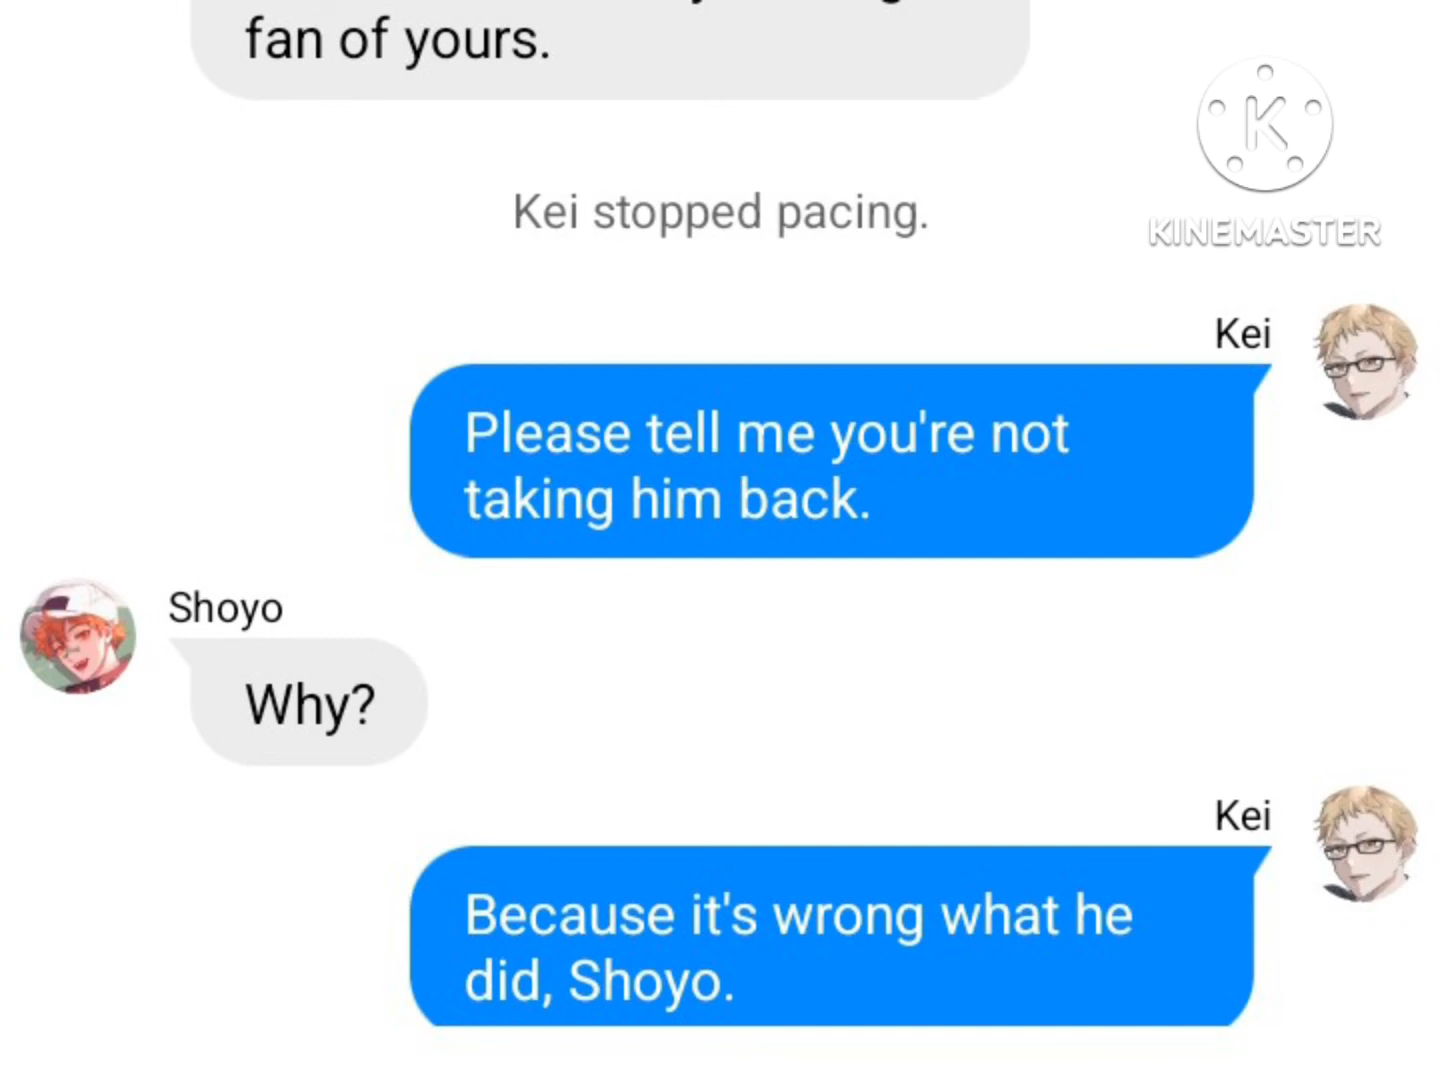 fan of yours.
KINEMASTER
Kei stopped pacing.
Kei
Please tell me you're not
taking him back.
Shoyo
Why?
Kei
Because it's wrong what he
did, Shoyo.